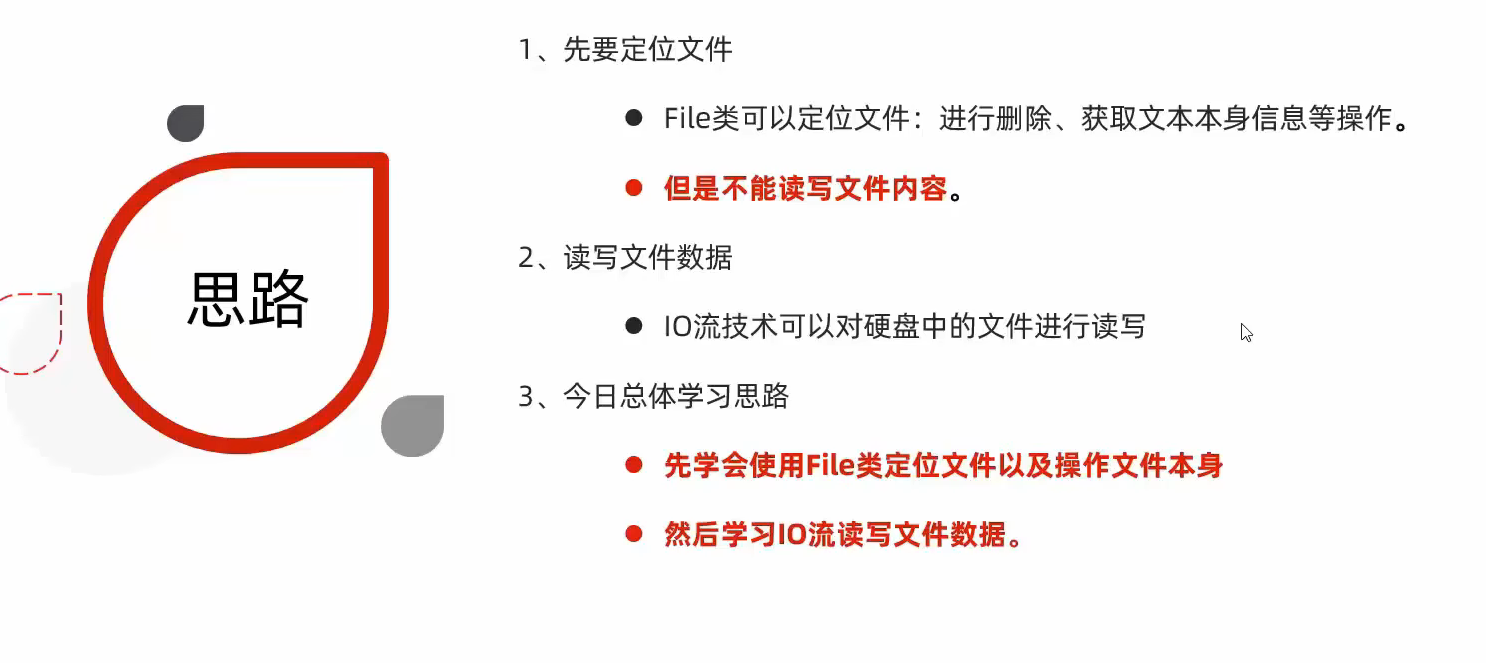 思路
1、先要定位文件
● File类可以定位文件：进行删除、获取文本本身信息等操作。
● 但是不能读写文件内容。
2、读写文件数据
● IO流技术可以对硬盘中的文件进行读写
3、今日总体学习思路
● 先学会使用File类定位文件以及操作文件本身
● 然后学习IO流读写文件数据。